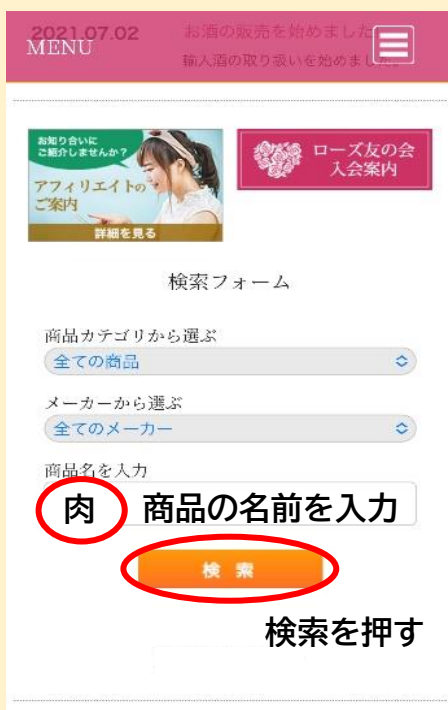 2021.07.02 お酒の販売を始めました。
MENU
輸入酒の取り扱いを始めました。
お知り合いに
ご紹介しませんか?
アフィリエイトの
ご案内
詳細を見る
ローズ友の会
入会案内
検索フォーム
商品カテゴリから選ぶ
全ての商品
メーカーから選ぶ
全てのメーカー
商品名を入力
肉 商品の名前を入力
検索
検索を押す